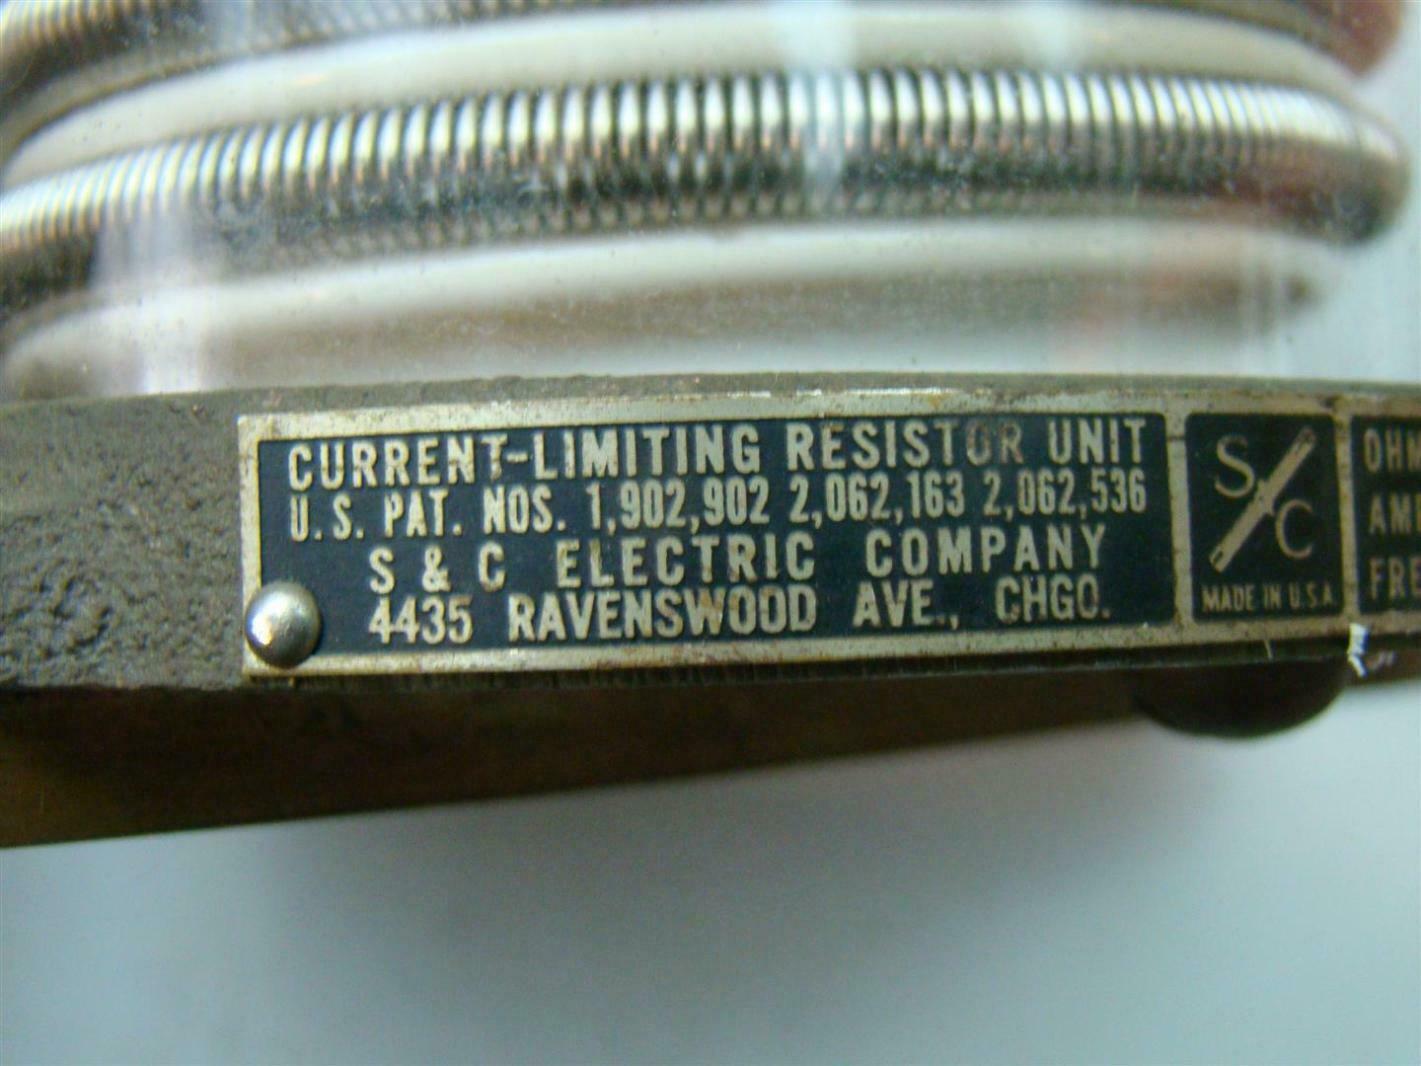 CURRENT-LIMITING RESISTOR UNIT
U.S. PAT. NOS. 1,902,902 2,062,163 2,062,536
S & C ELECTRIC COMPANY
4435 RAVENSWOOD AVE., CHGO.
S
C
MADE IN U.S.A.